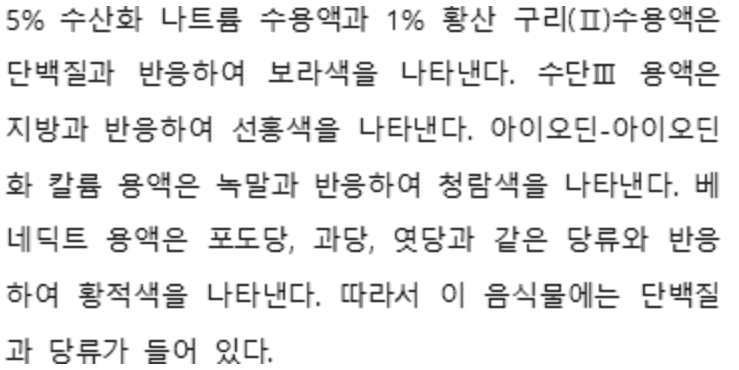 5% 수산화 나트륨 수용액과 1% 황산 구리(Ⅱ)수용액은
단백질과 반응하여 보라색을 나타낸다. 수단Ⅲ 용액은
지방과 반응하여 선홍색을 나타낸다. 아이오딘-아이오딘
화 칼륨 용액은 녹말과 반응하여 청람색을 나타낸다. 베
네딕트 용액은 포도당, 과당, 엿당과 같은 당류와 반응
하여 황적색을 나타낸다. 따라서 이 음식물에는 단백질
과 당류가 들어 있다.